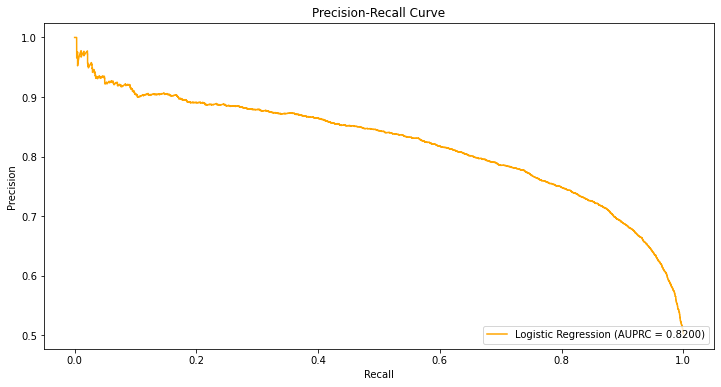 Precision-Recall Curve
1.0
0.9
0.8
0.7
0.6
0.5
Precision
0.0 0.2 0.4 0.6 0.8 1.0
Recall
Logistic Regression (AUPRC = 0.8200)